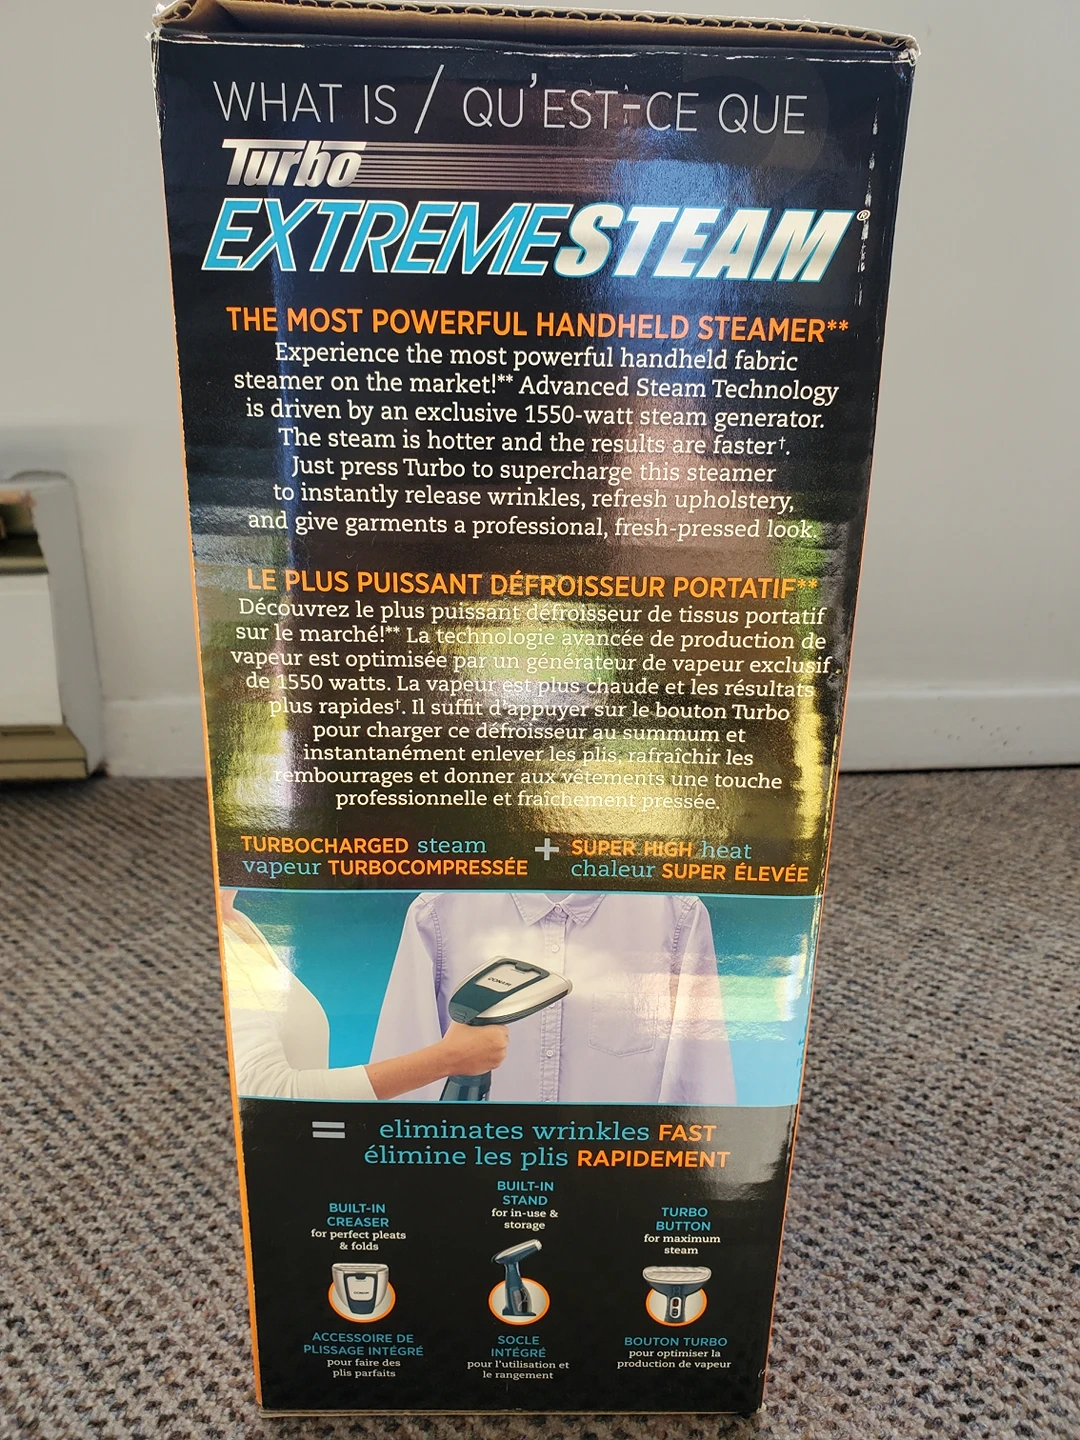 WHAT IS / QU'EST-CE QUE
Turbo
EXTREMESTEAM®
THE MOST POWERFUL HANDHELD STEAMER**
Experience the most powerful handheld fabric
steamer on the market!** Advanced Steam Technology
is driven by an exclusive 1550-watt steam generator.
The steam is hotter and the results are faster†.
Just press Turbo to supercharge this steamer
to instantly release wrinkles, refresh upholstery,
and give garments a professional, fresh-pressed look.
LE PLUS PUISSANT DÉFROISSEUR PORTATIF**
Découvrez le plus puissant défroisseur de tissus portatif
sur le marché!** La technologie avancée de production de
vapeur est optimisée par un générateur de vapeur exclusif
de 1550 watts. La vapeur est plus chaude et les résultats
plus rapides†. Il suffit d'appuyer sur le bouton Turbo
pour charger ce défroisseur au summum et
instantanément enlever les plis, rafraîchir les
rembourrages et donner aux vêtements une touche
professionnelle et fraîchement pressée.
TURBOCHARGED steam + SUPER HIGH heat
vapeur TURBOCOMPRESSÉE chaleur SUPER ÉLEVÉE
CONAIR
= eliminates wrinkles FAST
élimine les plis RAPIDEMENT
BUILT-IN
CREASER
for perfect pleats
& folds
CONAIR
ACCESSOIRE DE
PLISSAGE INTÉGRÉ
pour faire des
plis parfaits
BUILT-IN
STAND
for in-use &
storage
SOCLE
INTÉGRÉ
pour l'utilisation et
le rangement
TURBO
BUTTON
for maximum
steam
BOUTON TURBO
pour optimiser la
production de vapeur